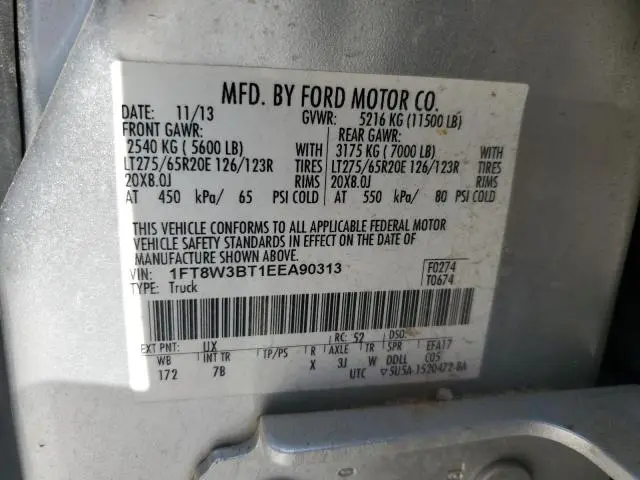 MFD. BY FORD MOTOR CO.
DATE: 11/13 GVWR: 5216 KG (11500 LB)
FRONT GAWR: REAR GAWR:
2540 KG ( 5600 LB) WITH 3175 KG ( 7000 LB) WITH
LT275/65R20E 126/123R TIRES LT275/65R20E 126/123R TIRES
20X8.0J RIMS 20X8.0J RIMS
AT 450 kPa/ 65 PSI COLD AT 550 kPa/ 80 PSI COLD
THIS VEHICLE CONFORMS TO ALL APPLICABLE FEDERAL MOTOR
VEHICLE SAFETY STANDARDS IN EFFECT ON THE DATE OF
MANUFACTURE SHOWN ABOVE.
VIN: 1FT8W3BT1EEA90313 F0274
TYPE: Truck T0674
EXT PNT: UX RC: 52 DSO:
WB INT TR TP/PS R AXLE TR SPR EFA17
172 7B X 3J W DDLL C05
UTC ▽5U5A-1520472-BA